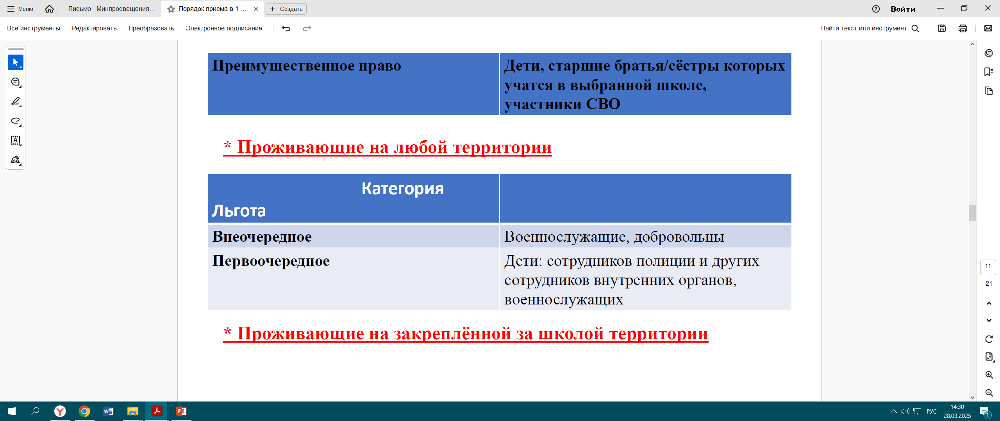 Меню
_Письмо_ Минпросвещения...
Порядок приёма в 1 ...
Создать
Войти
Все инструменты
Редактировать
Преобразовать
Электронное подписание
Найти текст или инструмент
Преимущественное право
Дети, старшие братья/сёстры которых
учатся в выбранной школе,
участники СВО
* Проживающие на любой территории
Категория
Льгота
Внеочередное
Военнослужащие, добровольцы
Первоочередное
Дети: сотрудников полиции и других
сотрудников внутренних органов,
военнослужащих
* Проживающие на закреплённой за школой территории
11
21
РУС
14:30
28.03.2025
1